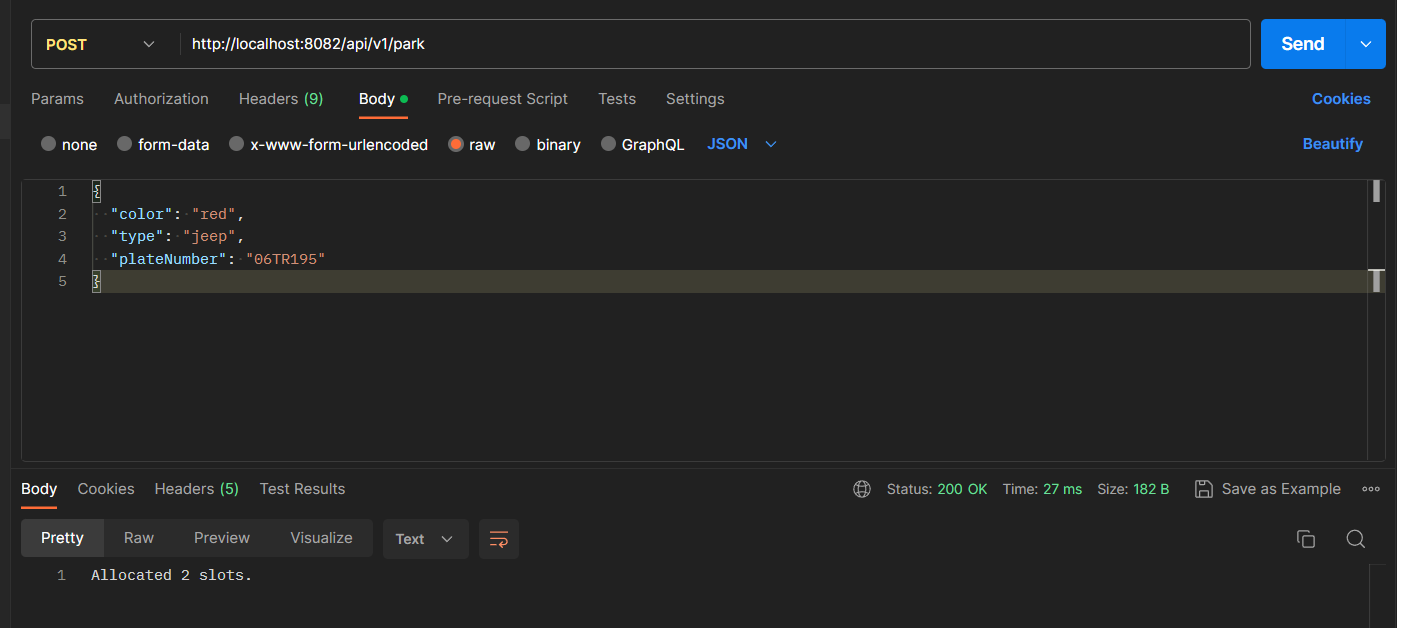 POST http://localhost:8082/api/v1/park Send
Params Authorization Headers (9) Body Pre-request Script Tests Settings Cookies
none form-data x-www-form-urlencoded raw binary GraphQL JSON Beautify
1 {
2 "color": "red",
3 "type": "jeep",
4 "plateNumber": "06TR195"
5 }
Body Cookies Headers (5) Test Results Status: 200 OK Time: 27 ms Size: 182 B Save as Example
Pretty Raw Preview Visualize Text
1 Allocated 2 slots.